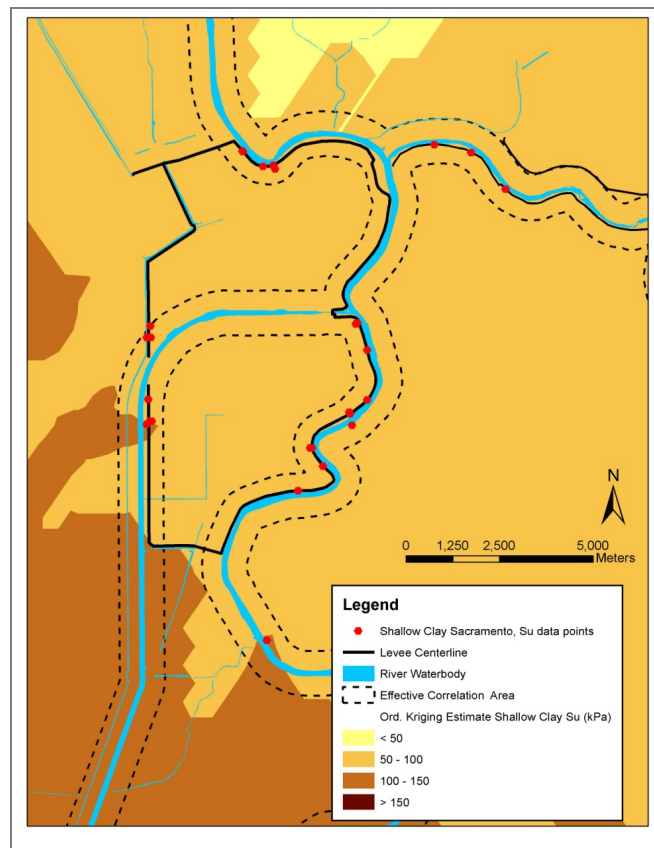 N
0 1,250 2,500 5,000
Meters
Legend
Shallow Clay Sacramento, Su data points
Levee Centerline
River Waterbody
Effective Correlation Area
Ord. Kriging Estimate Shallow Clay Su (kPa)
< 50
50 - 100
100 - 150
> 150